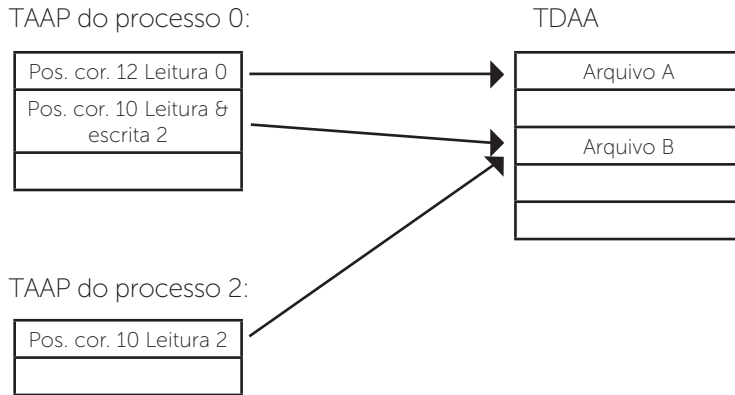 TAAP do processo 0:
TDAA
Pos. cor. 12 Leitura 0
Arquivo A
Pos. cor. 10 Leitura &
escrita 2
Arquivo B
TAAP do processo 2:
Pos. cor. 10 Leitura 2